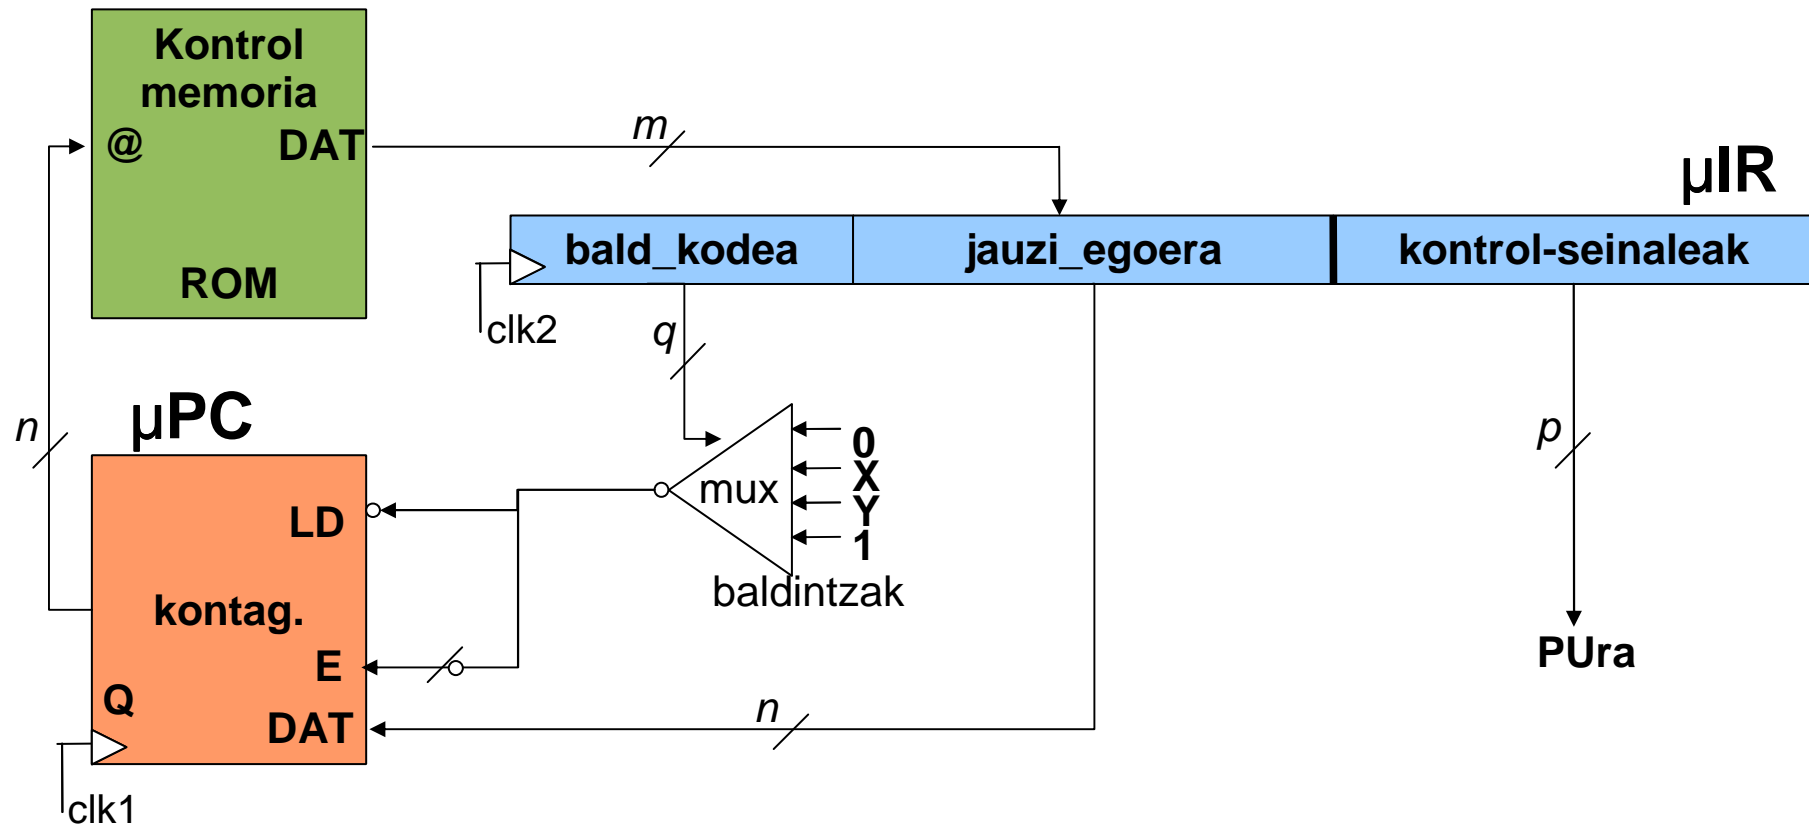 Kontrol
memoria
@ DAT
ROM
m
µIR
bald_kodea jauzi_egoera kontrol-seinaleak
clk2
q
n
µPC
p
0
X
Y
1
mux
baldintzak
LD
kontag.
E
Q
DAT
n
clk1
PUra